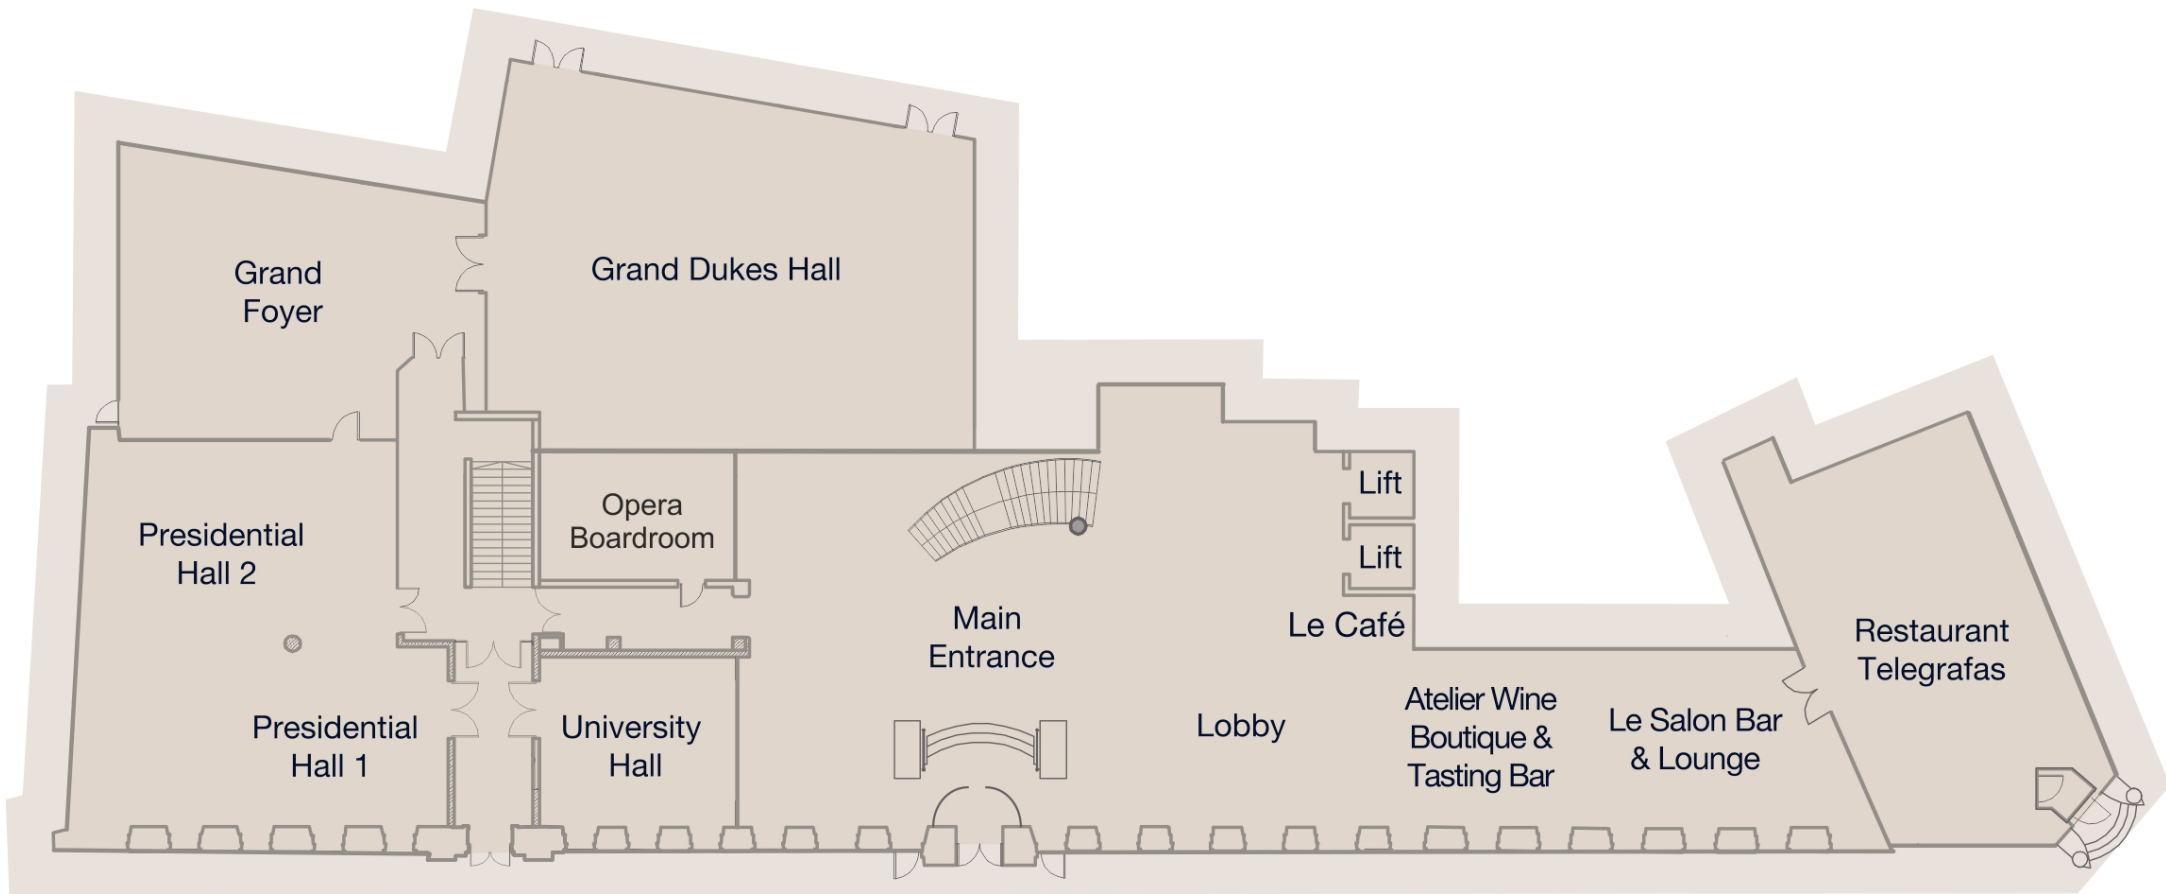 Grand
Foyer
Grand Dukes Hall
Lift
Opera
Boardroom
Presidential
Hall 2
Lift
Main
Entrance
Le Café
Restaurant
Telegrafas
Presidential
Hall 1
University
Hall
Lobby
Atelier Wine
Boutique &
Tasting Bar
Le Salon Bar
& Lounge